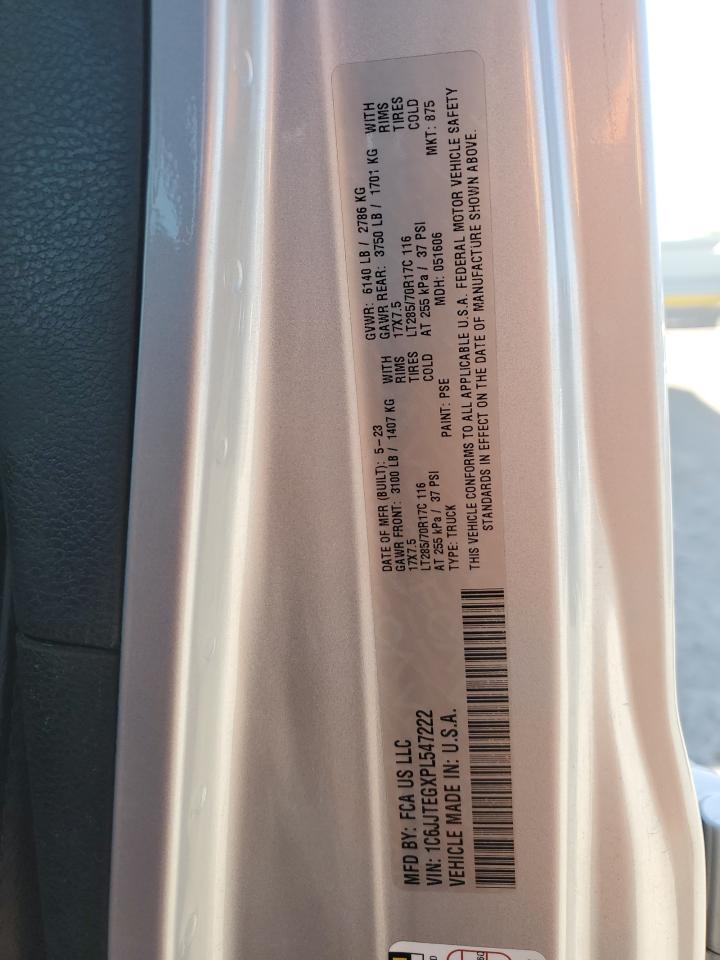 MFD BY: FCA US LLC
VIN: 1C6JJTEGXPL547222
VEHICLE MADE IN: U.S.A.
DATE OF MFR (BUILT): 5-23 GVWR: 6140 LB / 2786 KG
GAWR FRONT: 3100 LB / 1407 KG WITH GAWR REAR: 3750 LB / 1701 KG WITH
17X7.5 RIMS 17X7.5 RIMS
LT285/70R17C 116 TIRES LT285/70R17C 116 TIRES
AT 255 kPa / 37 PSI COLD AT 255 kPa / 37 PSI COLD
TYPE: TRUCK PAINT: PSE MDH: 051606 MKT: 875
THIS VEHICLE CONFORMS TO ALL APPLICABLE U.S.A. FEDERAL MOTOR VEHICLE SAFETY
STANDARDS IN EFFECT ON THE DATE OF MANUFACTURE SHOWN ABOVE.